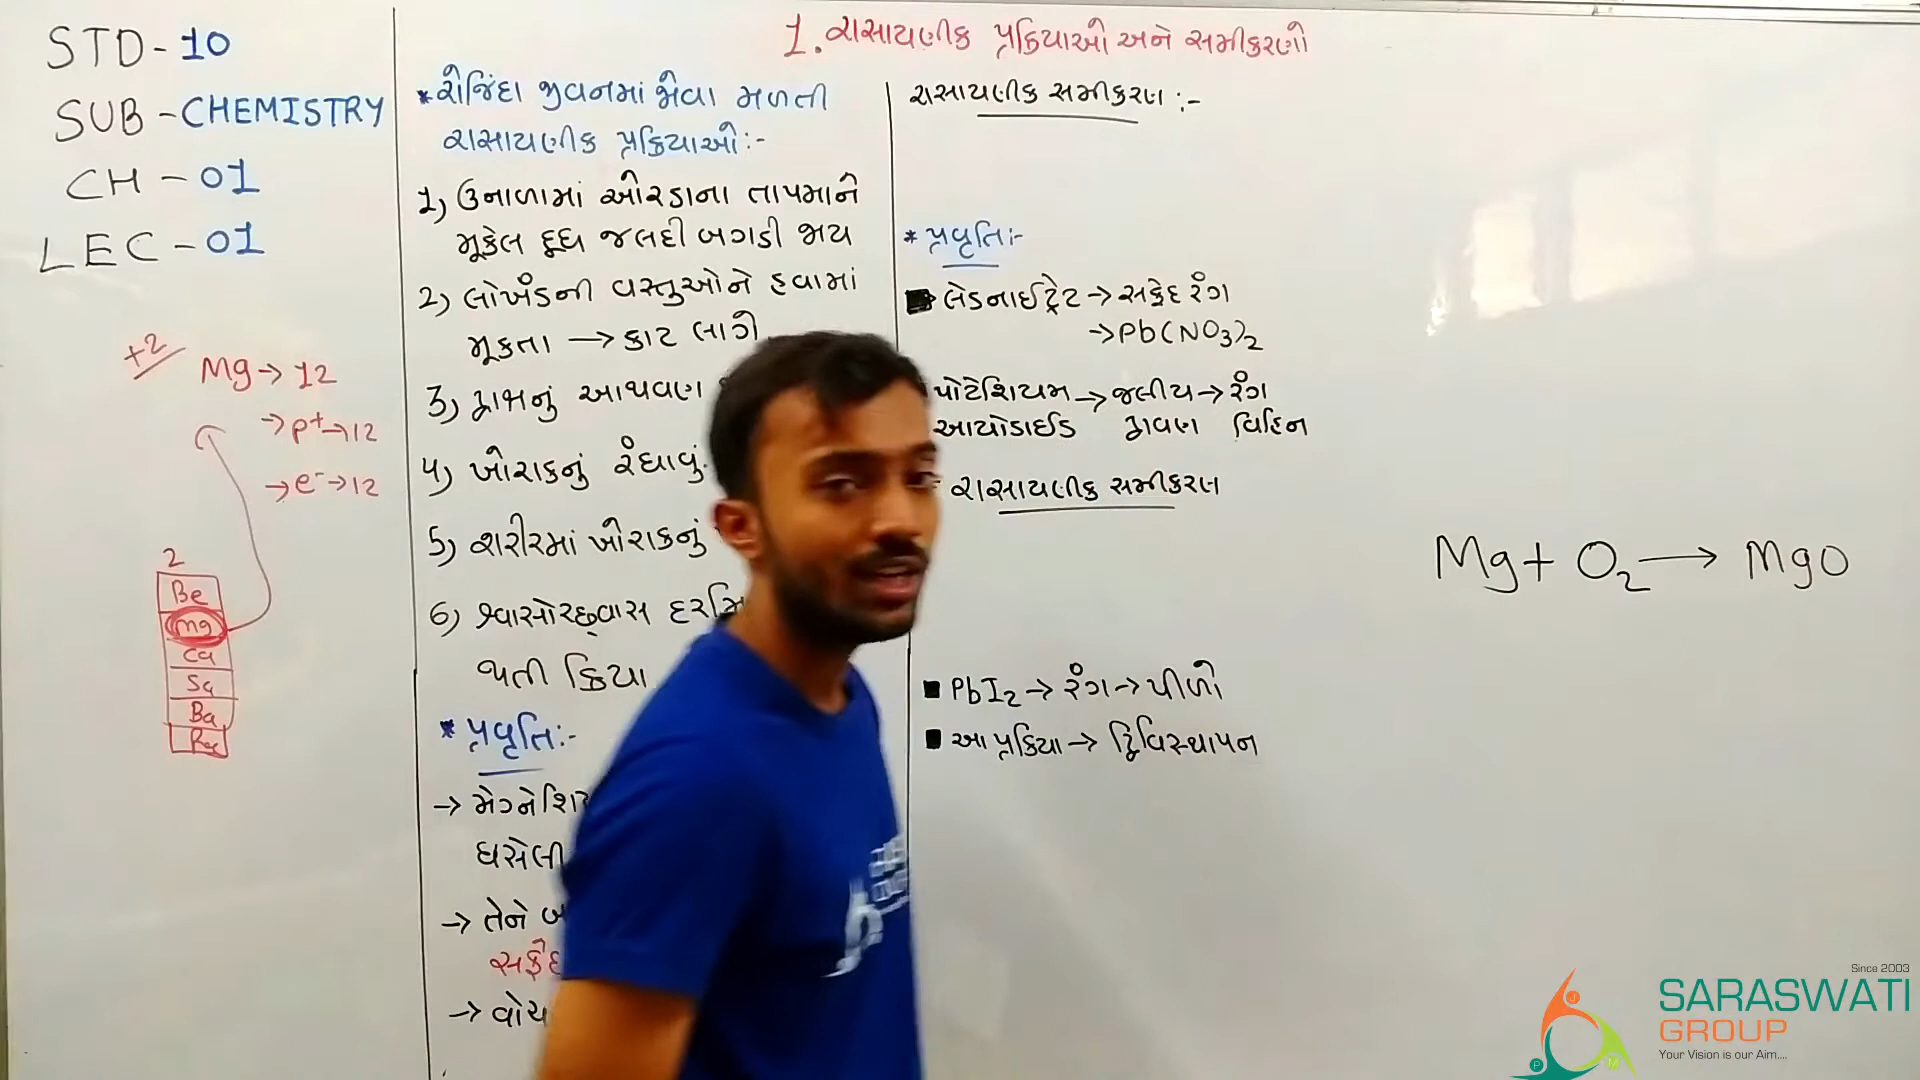 1. રાસાયણીક પ્રક્રિયાઓ અને સમીકરણો
STD-10
SUB-CHEMISTRY
CH-01
LEC-01
+2
Mg→12
→P⁺→12
→e⁻→12
2
Be
Mg
Ca
Sa
Ba
Ra
* રોજિંદા જીવનમાં જોવા મળતી
રાસાયણીક પ્રક્રિયાઓ:-
1) ઉનાળામાં ઓરડાના તાપમાને
મૂકેલ દૂધ જલદી બગડી જાય
2) લોખંડની વસ્તુઓને હવામાં
મૂકતા → કાટ લાગે
3) દ્રાક્ષનું આથવણ
4) ખોરાકનું રંધાવું.
5) શરીરમાં ખોરાકનું
6) શ્વાસોરછ્વાસ
થતી ક્રિયા
* પ્રવૃતિ:-
ઘસેલી
→ તેને
રાસાયણીક સમીકરણ :-
* પ્રવૃતિ:-
લેડનાઈટ્રેટ → સફેદ રંગ
→Pb(NO₃)₂
પોટેશિયમ → જલીય → રંગ
આયોડાઈડ દ્રાવણ વિહિન
રાસાયણીક સમીકરણ
■ PbI₂ → રંગ → પીળો
■ આ પ્રક્રિયા → દ્વિવિસ્થાપન
Mg + O₂ → MgO
Since 2003
SARASWATI
GROUP
Your Vision is our Aim....
J
P
M